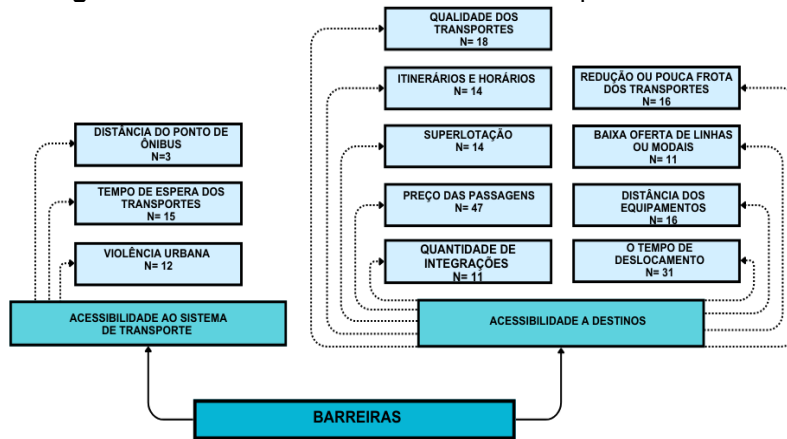 QUALIDADE DOS
TRANSPORTES
N= 18
ITINERÁRIOS E HORÁRIOS
N= 14
REDUÇÃO OU POUCA FROTA
DOS TRANSPORTES
N= 16
DISTÂNCIA DO PONTO DE
ÔNIBUS
N=3
SUPERLOTAÇÃO
N= 14
BAIXA OFERTA DE LINHAS
OU MODAIS
N= 11
TEMPO DE ESPERA DOS
TRANSPORTES
N= 15
PREÇO DAS PASSAGENS
N= 47
DISTÂNCIA DOS
EQUIPAMENTOS
N= 16
VIOLÊNCIA URBANA
N= 12
QUANTIDADE DE
INTEGRAÇÕES
N= 11
O TEMPO DE
DESLOCAMENTO
N= 31
ACESSIBILIDADE AO SISTEMA
DE TRANSPORTE
ACESSIBILIDADE A DESTINOS
BARREIRAS